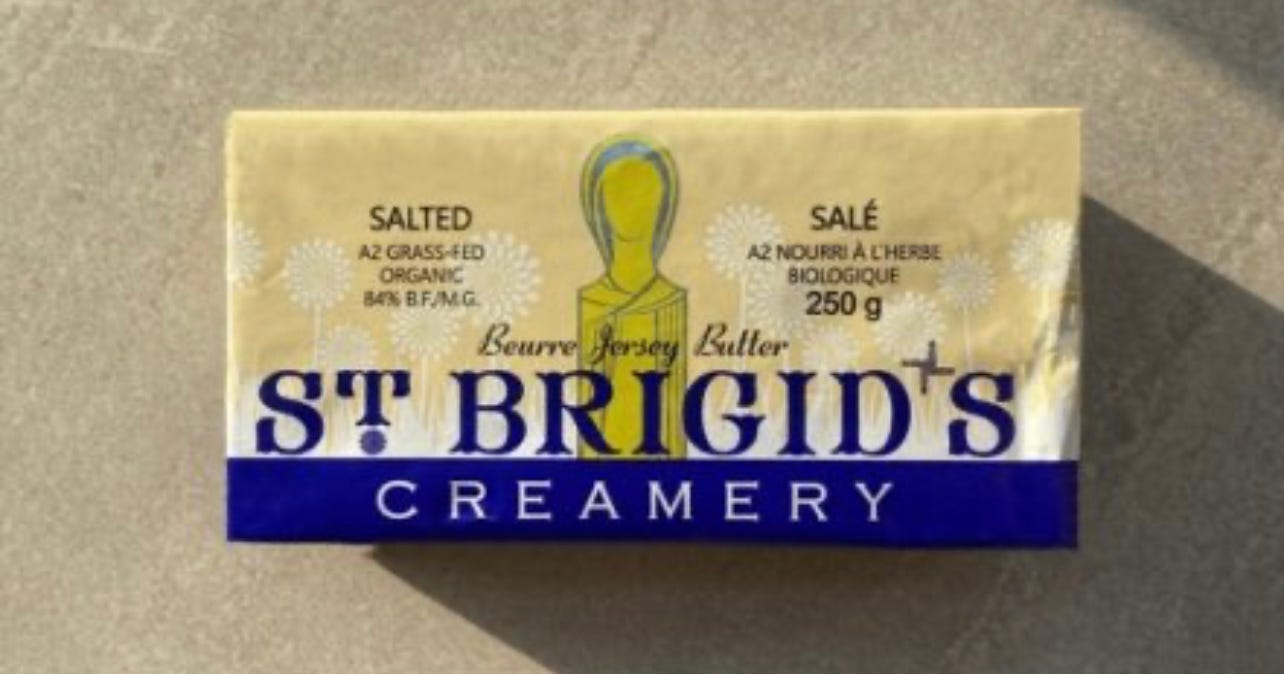 SALTED
A2 GRASS-FED
ORGANIC
84% B.F./M.G.
SALÉ
A2 NOURRI À L'HERBE
BIOLOGIQUE
250 g
Beurre Jersey Butter
ST BRIGID'S
CREAMERY